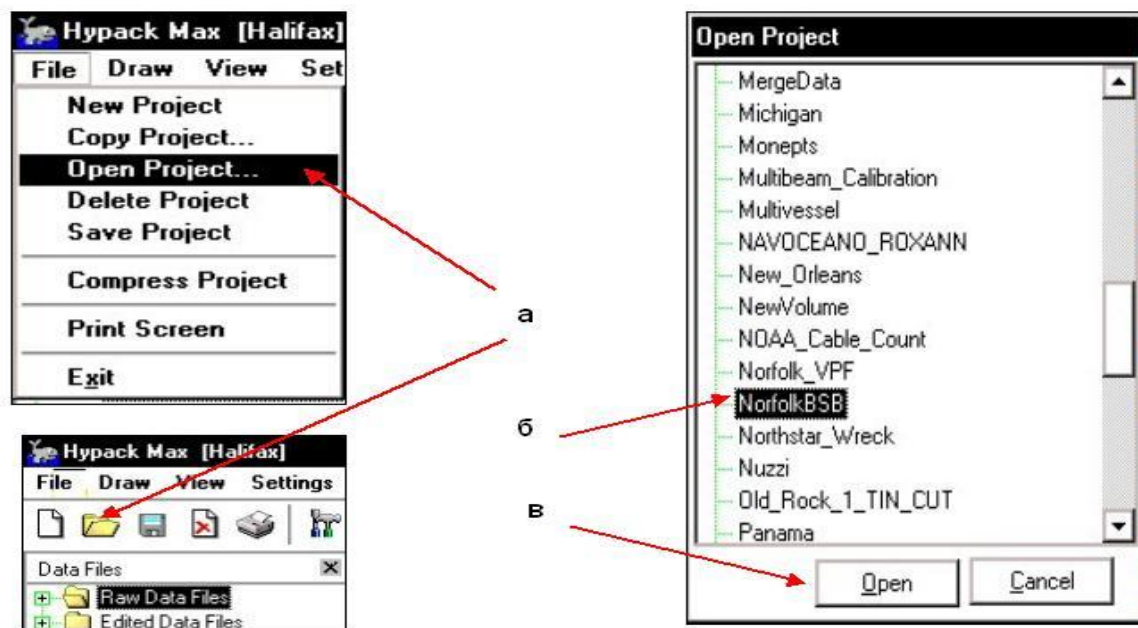 Hypack Max [Halifax]
File Draw View Set
New Project
Copy Project...
Open Project...
Delete Project
Save Project
Compress Project
Print Screen
Exit
Hypack Max [Halifax]
File Draw View Settings
Data Files
Raw Data Files
Edited Data Files
а
б
в
Open Project
MergeData
Michigan
Monepts
Multibeam_Calibration
Multivessel
NAVOCEANO_ROXANN
New_Orleans
NewVolume
NOAA_Cable_Count
Norfolk_VPF
NorfolkBSB
Northstar_Wreck
Nuzzi
Old_Rock_1_TIN_CUT
Panama
Open Cancel